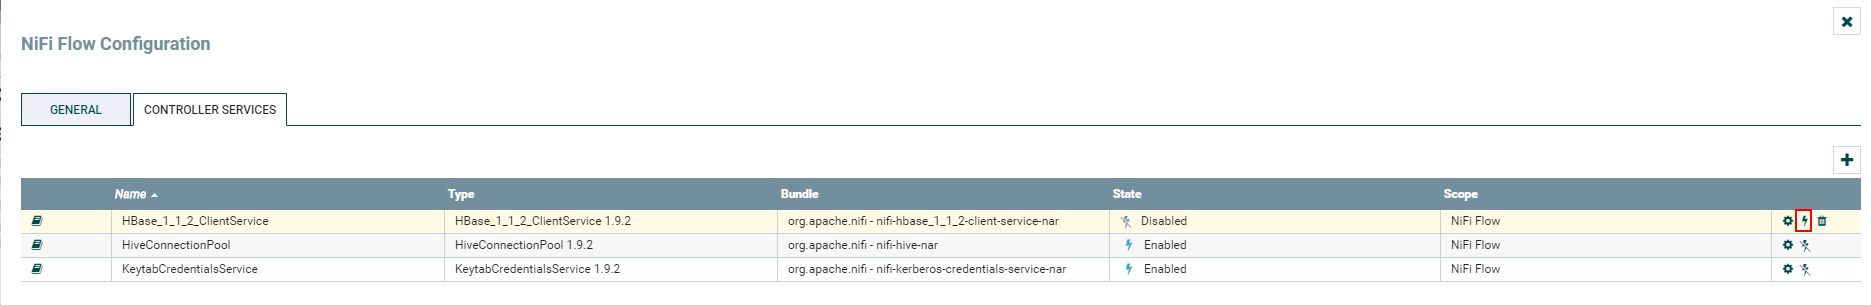 NiFi Flow Configuration
GENERAL CONTROLLER SERVICES
Name Type Bundle State Scope
HBase_1_1_2_ClientService HBase_1_1_2_ClientService 1.9.2 org.apache.nifi - nifi-hbase_1_1_2-client-service-nar Disabled NiFi Flow
HiveConnectionPool HiveConnectionPool 1.9.2 org.apache.nifi - nifi-hive-nar Enabled NiFi Flow
KeytabCredentialsService KeytabCredentialsService 1.9.2 org.apache.nifi - nifi-kerberos-credentials-service-nar Enabled NiFi Flow